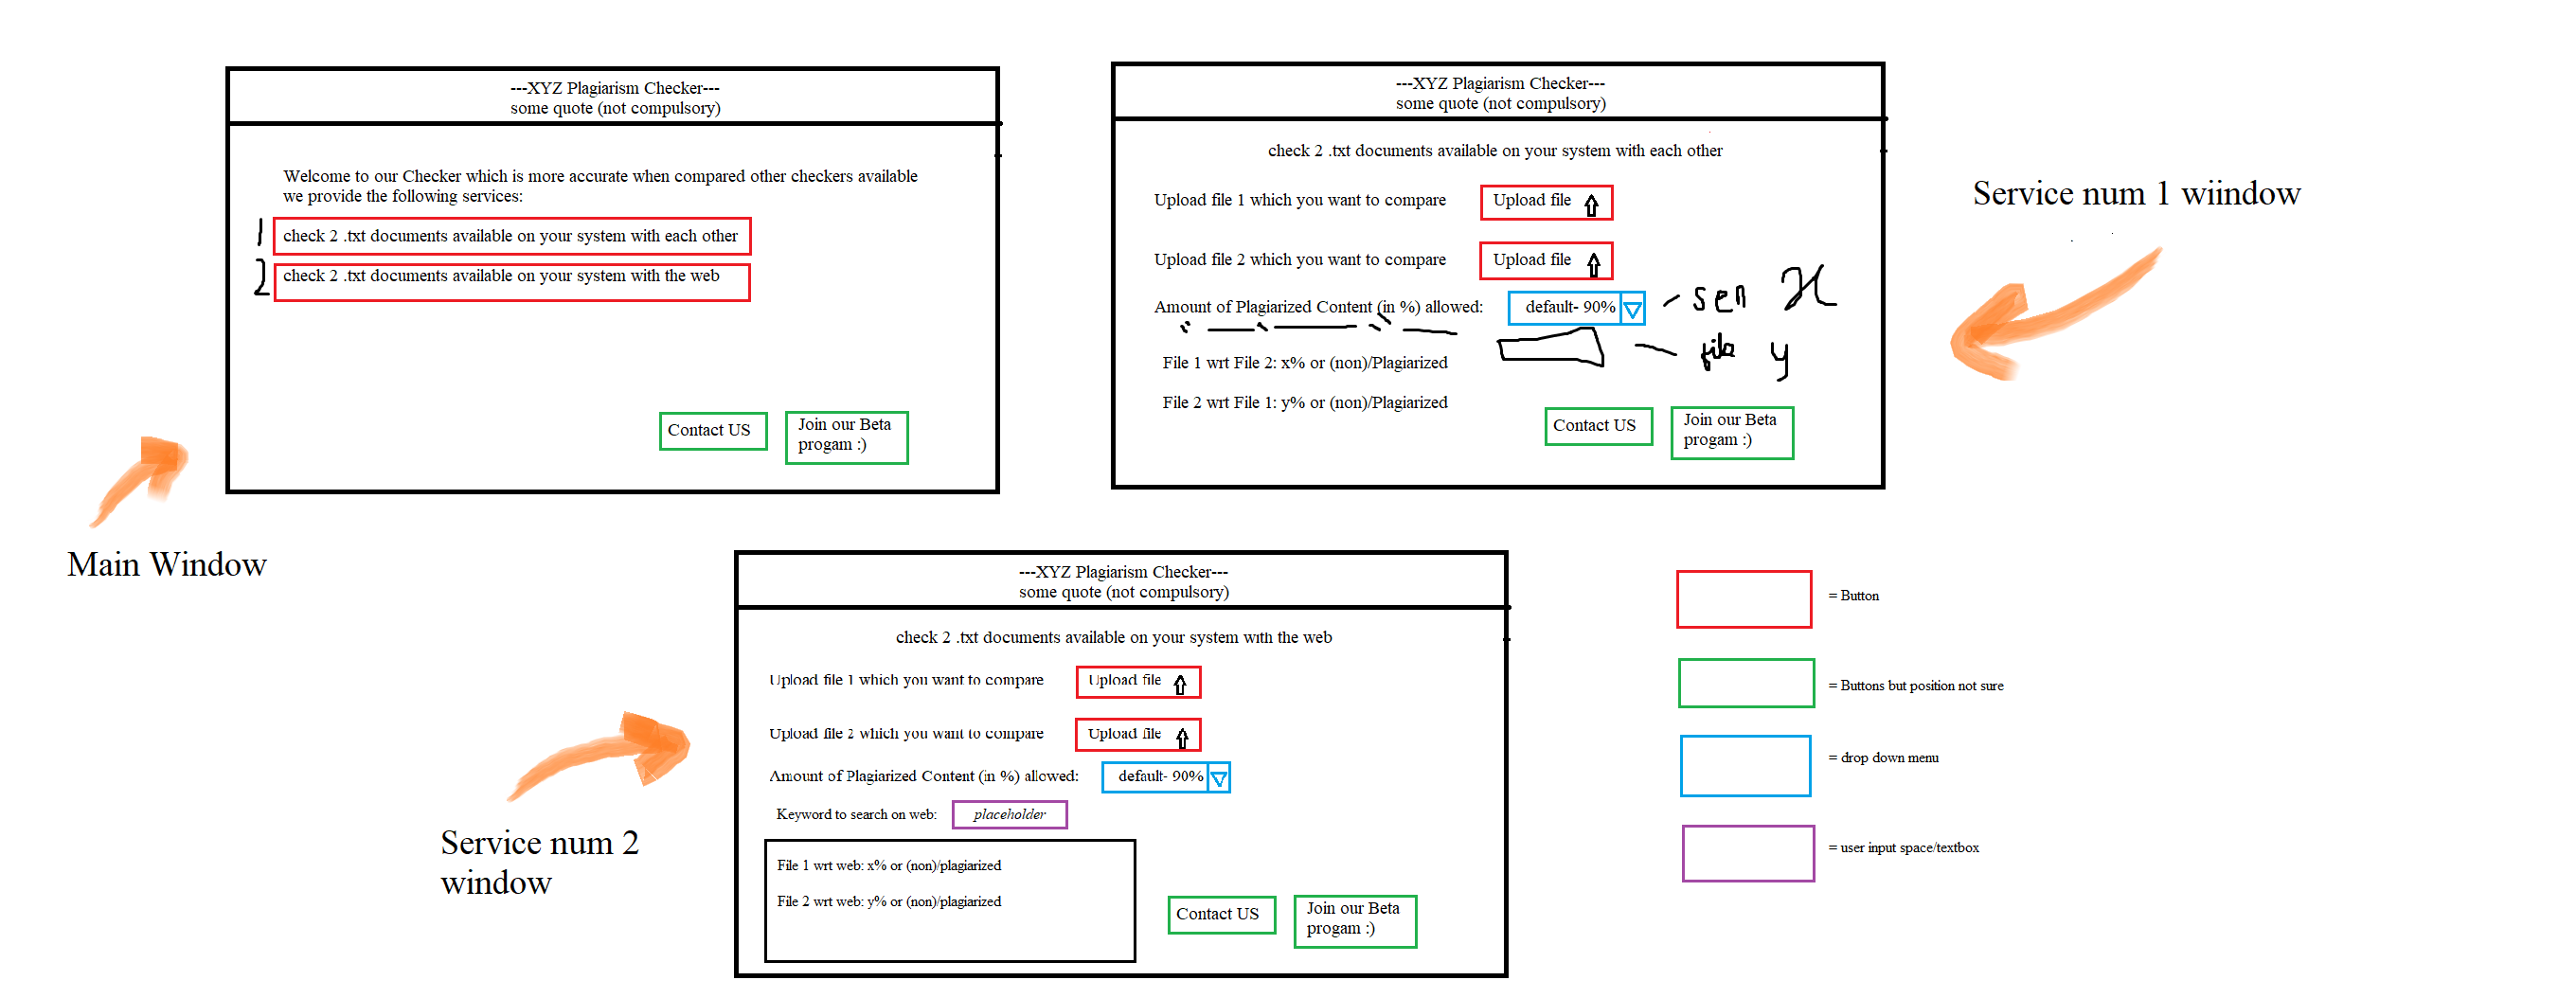 ---XYZ Plagiarism Checker---
some quote (not compulsory)
Welcome to our Checker which is more accurate when compared other checkers available
we provide the following services:
1 check 2 .txt documents available on your system with each other
2 check 2 .txt documents available on your system with the web
Contact US
Join our Beta
progam :)
Main Window
---XYZ Plagiarism Checker---
some quote (not compulsory)
check 2 .txt documents available on your system with each other
Upload file 1 which you want to compare Upload file
Upload file 2 which you want to compare Upload file
Amount of Plagiarized Content (in %) allowed: default- 90% - sen x
file y
File 1 wrt File 2: x% or (non)/Plagiarized
File 2 wrt File 1: y% or (non)/Plagiarized
Contact US
Join our Beta
progam :)
Service num 1 wiindow
---XYZ Plagiarism Checker---
some quote (not compulsory)
check 2 .txt documents available on your system with the web
Upload file 1 which you want to compare Upload file
Upload file 2 which you want to compare Upload file
Amount of Plagiarized Content (in %) allowed: default- 90%
Keyword to search on web: placeholder
File 1 wrt web: x% or (non)/plagiarized
File 2 wrt web: y% or (non)/plagiarized
Contact US
Join our Beta
progam :)
Service num 2
window
= Button
= Buttons but position not sure
= drop down menu
= user input space/textbox